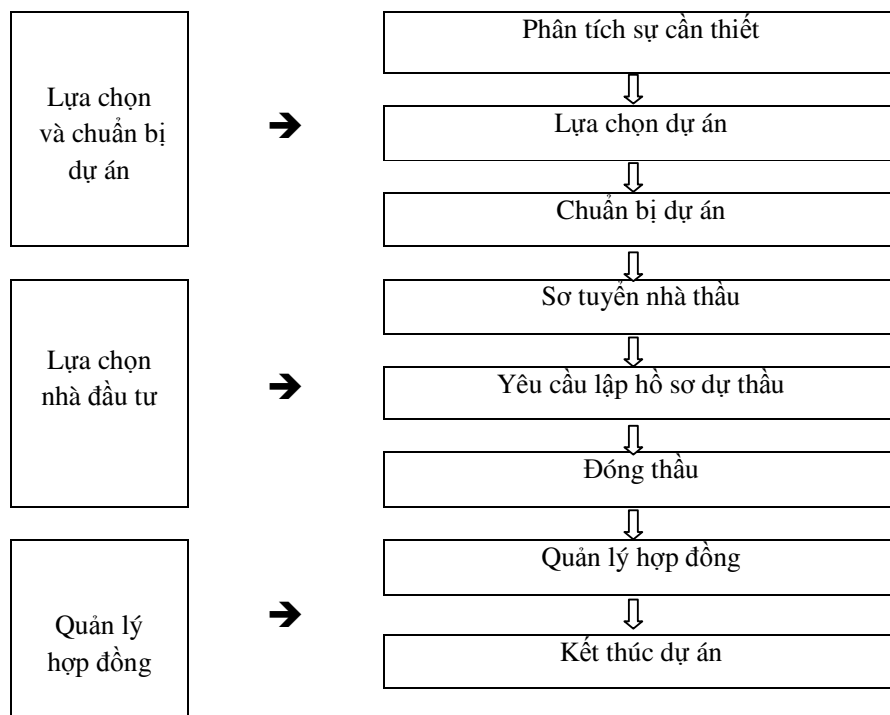 Lựa chọn
và chuẩn bị
dự án
Phân tích sự cần thiết
Lựa chọn dự án
Chuẩn bị dự án
Lựa chọn
nhà đầu tư
Sơ tuyển nhà thầu
Yêu cầu lập hồ sơ dự thầu
Đóng thầu
Quản lý
hợp đồng
Quản lý hợp đồng
Kết thúc dự án